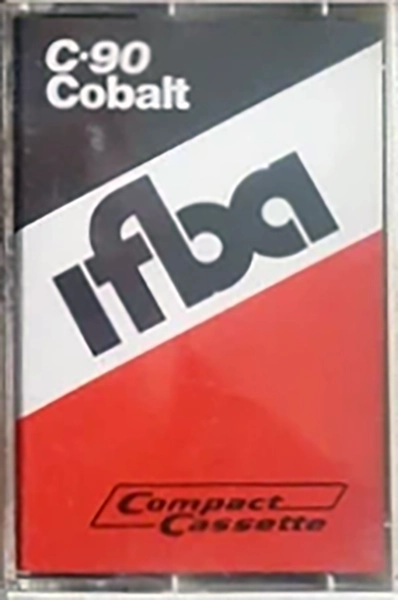 C·90
Cobalt
ifba
Compact
Cassette